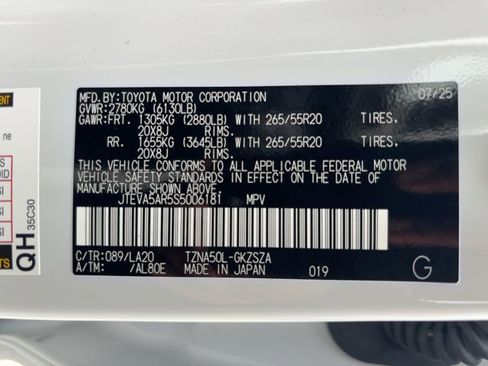 MFD.BY:TOYOTA MOTOR CORPORATION 07/25
GVWR:2780KG (6130LB)
GAWR:FRT. 1305KG (2880LB) WITH 265/55R20 TIRES.
20X8J RIMS.
RR. 1655KG (3645LB) WITH 265/55R20 TIRES.
20X8J RIMS.
THIS VEHICLE CONFORMS TO ALL APPLICABLE FEDERAL MOTOR
VEHICLE SAFETY STANDARDS IN EFFECT ON THE DATE OF
MANUFACTURE SHOWN ABOVE.
JTEVA5AR5S5006181 MPV
C/TR:089/LA20 TZNA50L-GKZSZA
A/TM: /AL80E MADE IN JAPAN 019 G
QH
35C30
ne